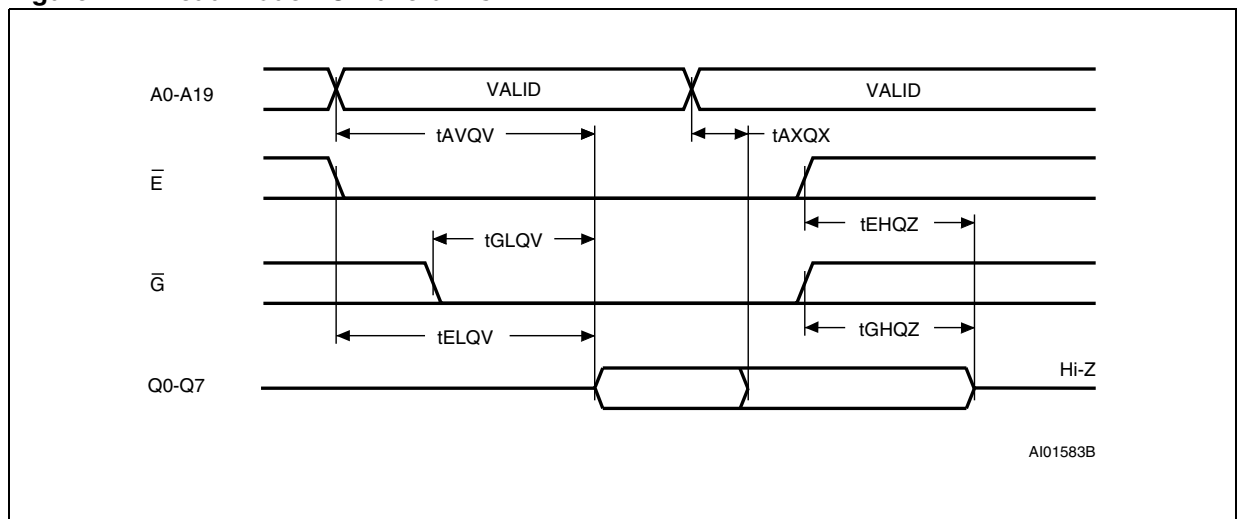 A0-A19
VALID
VALID
tAVQV
tAXQX
E̅
tEHQZ
tGLQV
G̅
tGHQZ
tELQV
Q0-Q7
Hi-Z
AI01583B